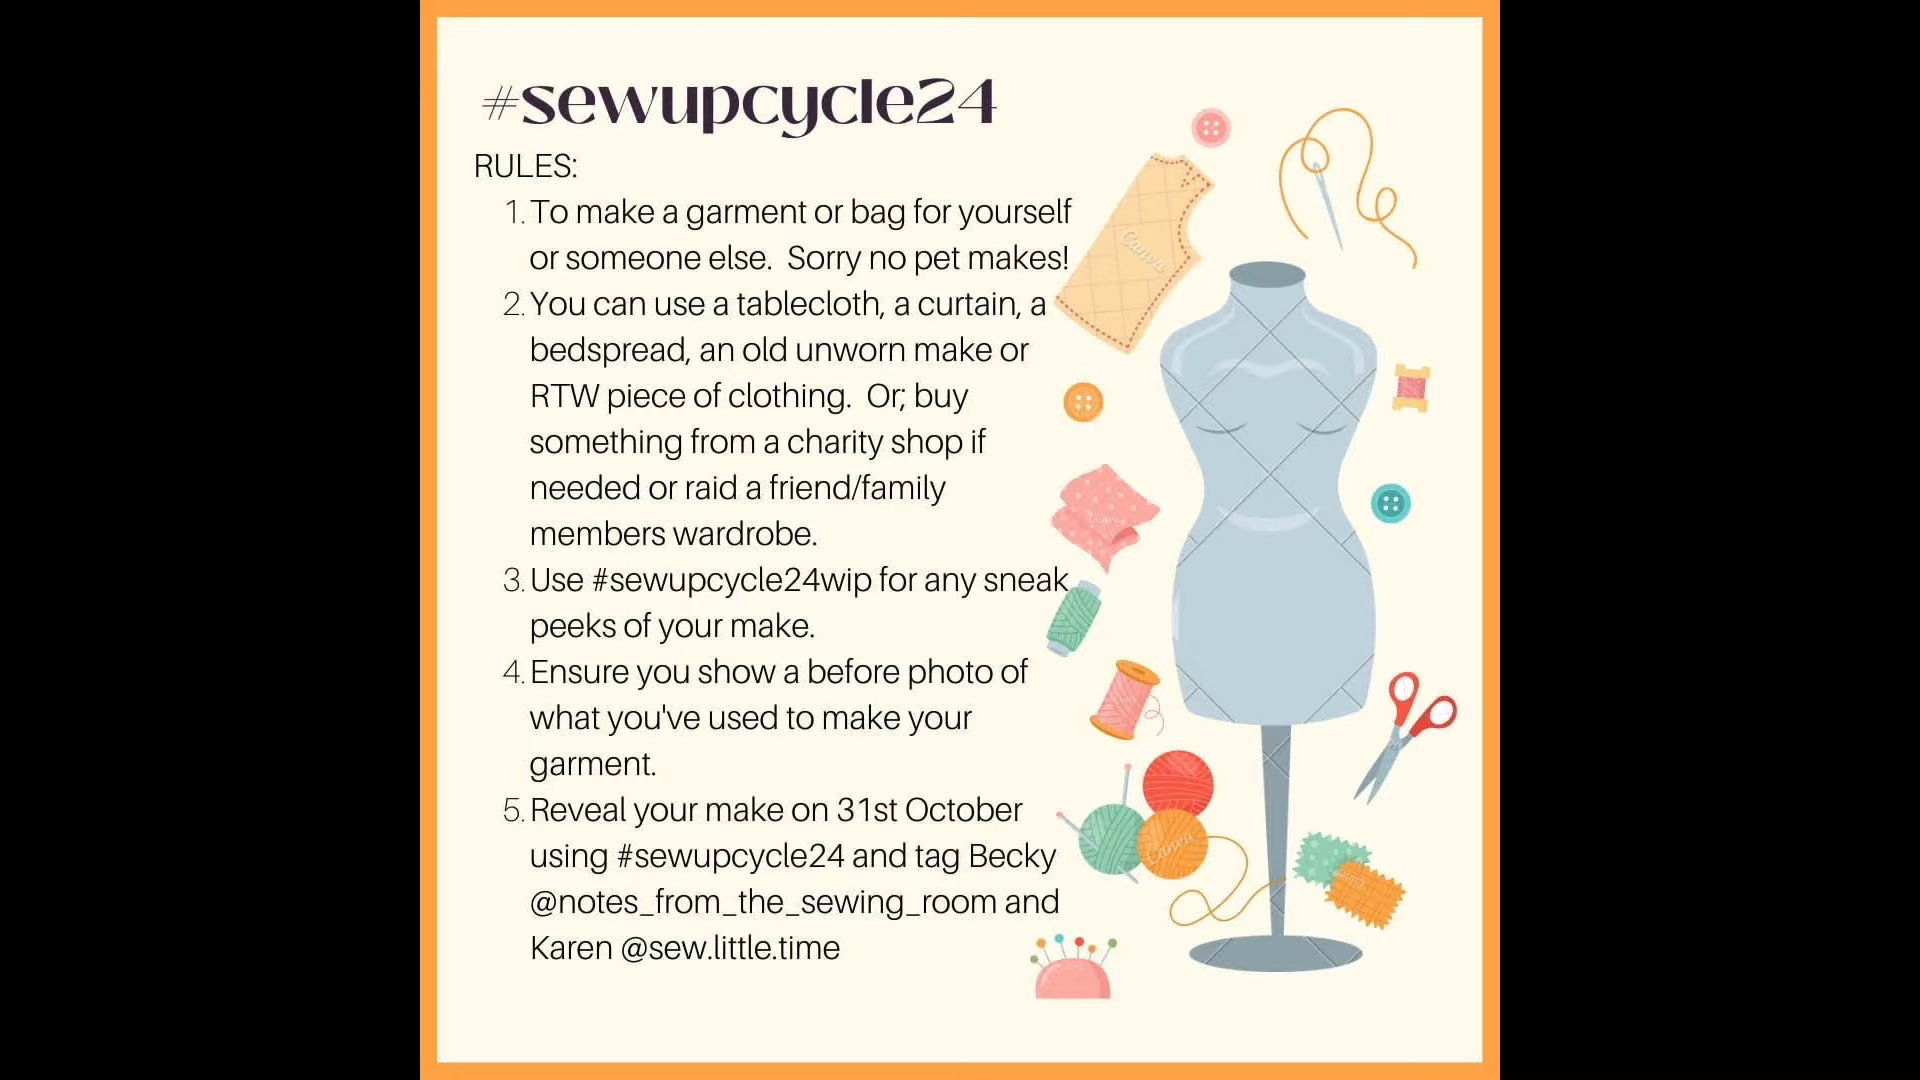 #sewupcycle24
RULES:
1. To make a garment or bag for yourself
or someone else.  Sorry no pet makes!
2. You can use a tablecloth, a curtain, a
bedspread, an old unworn make or
RTW piece of clothing.  Or; buy
something from a charity shop if
needed or raid a friend/family
members wardrobe.
3. Use #sewupcycle24wip for any sneak
peeks of your make.
4. Ensure you show a before photo of
what you've used to make your
garment.
5. Reveal your make on 31st October
using #sewupcycle24 and tag Becky
@notes_from_the_sewing_room and
Karen @sew.little.time
Canva
Canva